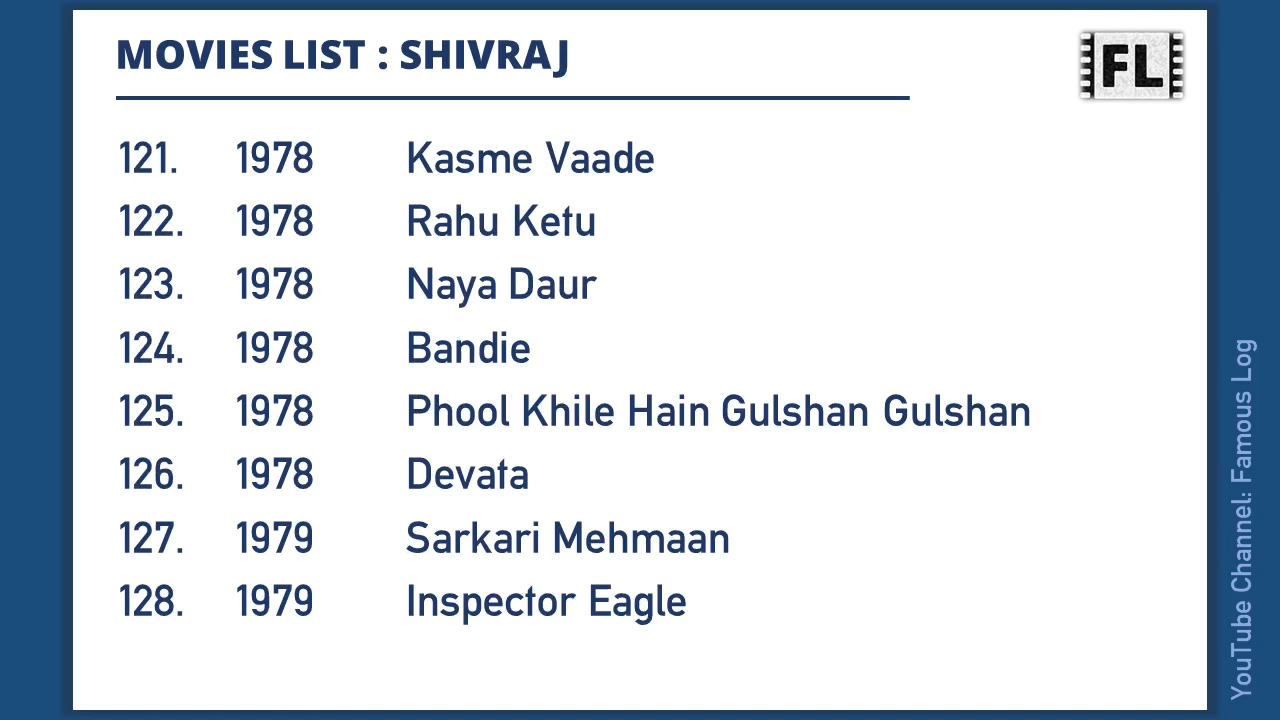 MOVIES LIST : SHIVRAJ
FL
121. 1978 Kasme Vaade
122. 1978 Rahu Ketu
123. 1978 Naya Daur
124. 1978 Bandie
125. 1978 Phool Khile Hain Gulshan Gulshan
126. 1978 Devata
127. 1979 Sarkari Mehmaan
128. 1979 Inspector Eagle
YouTube Channel: Famous Log